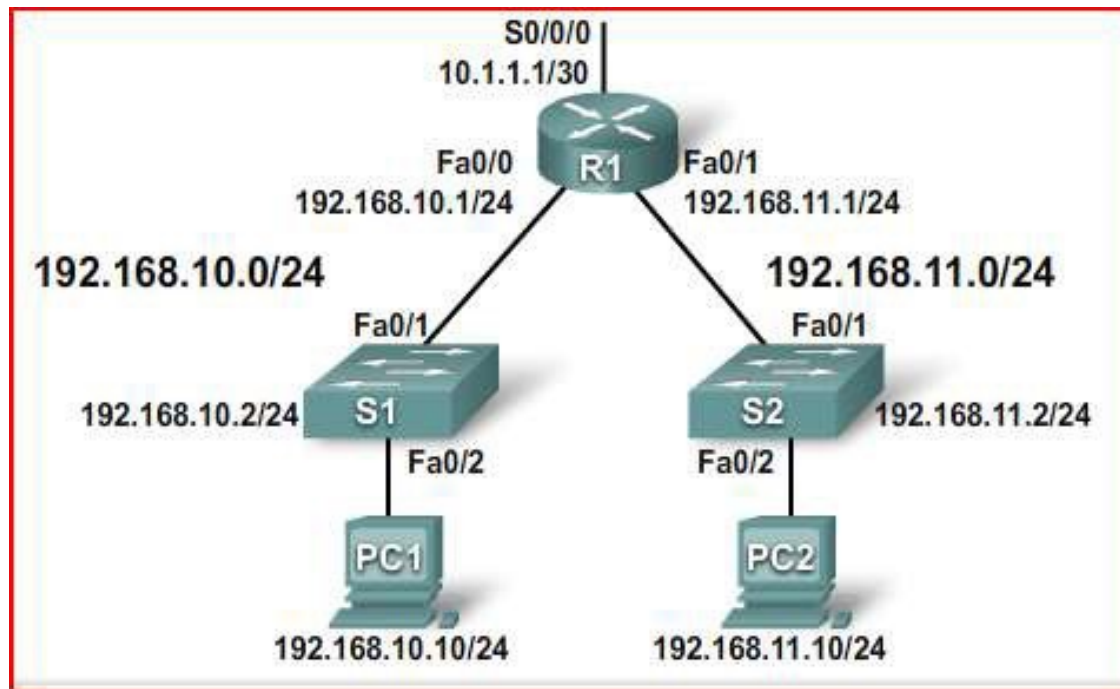 S0/0/0
10.1.1.1/30
Fa0/0
R1
Fa0/1
192.168.10.1/24
192.168.11.1/24
192.168.10.0/24
192.168.11.0/24
Fa0/1
Fa0/1
192.168.10.2/24
S1
S2
192.168.11.2/24
Fa0/2
Fa0/2
PC1
PC2
192.168.10.10/24
192.168.11.10/24